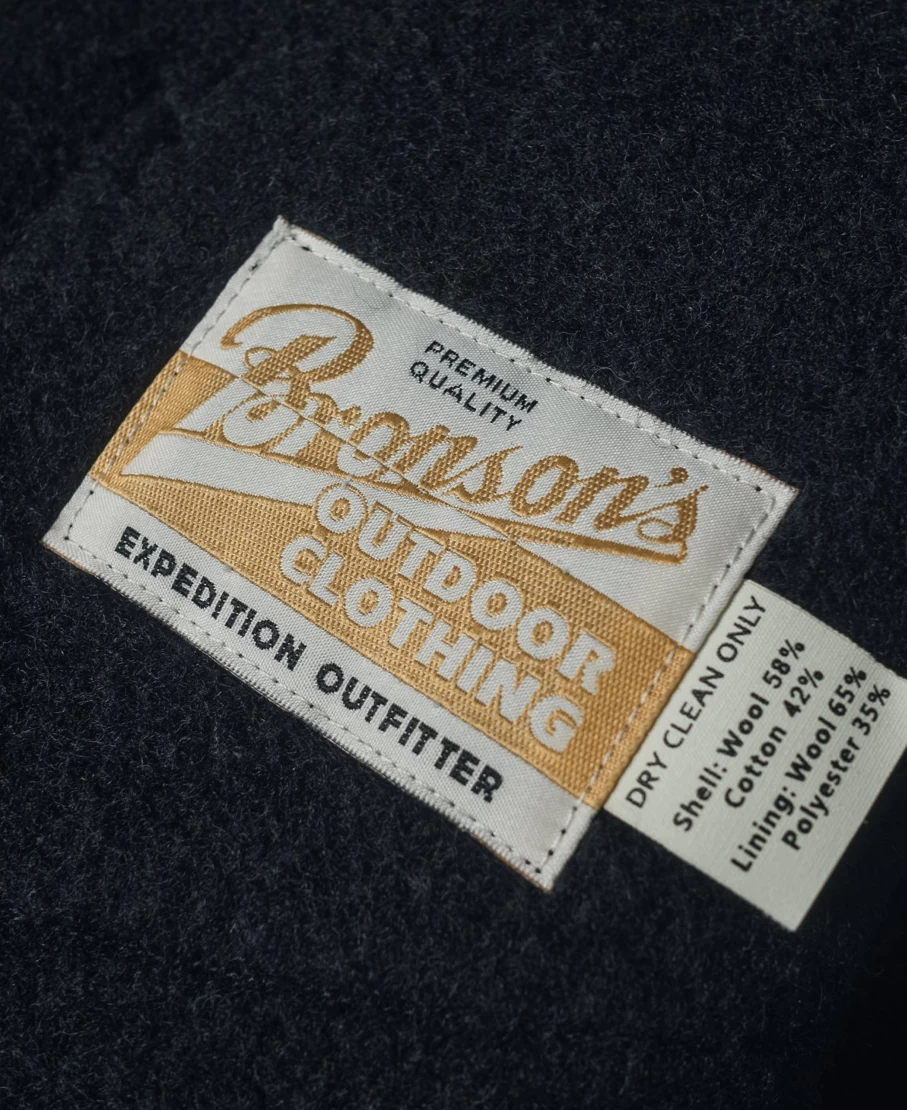 PREMIUM
QUALITY
Bronson's
OUTDOOR
CLOTHING
EXPEDITION OUTFITTER
DRY CLEAN ONLY
Shell: Wool 58%
Cotton 42%
Lining: Wool 65%
Polyester 35%